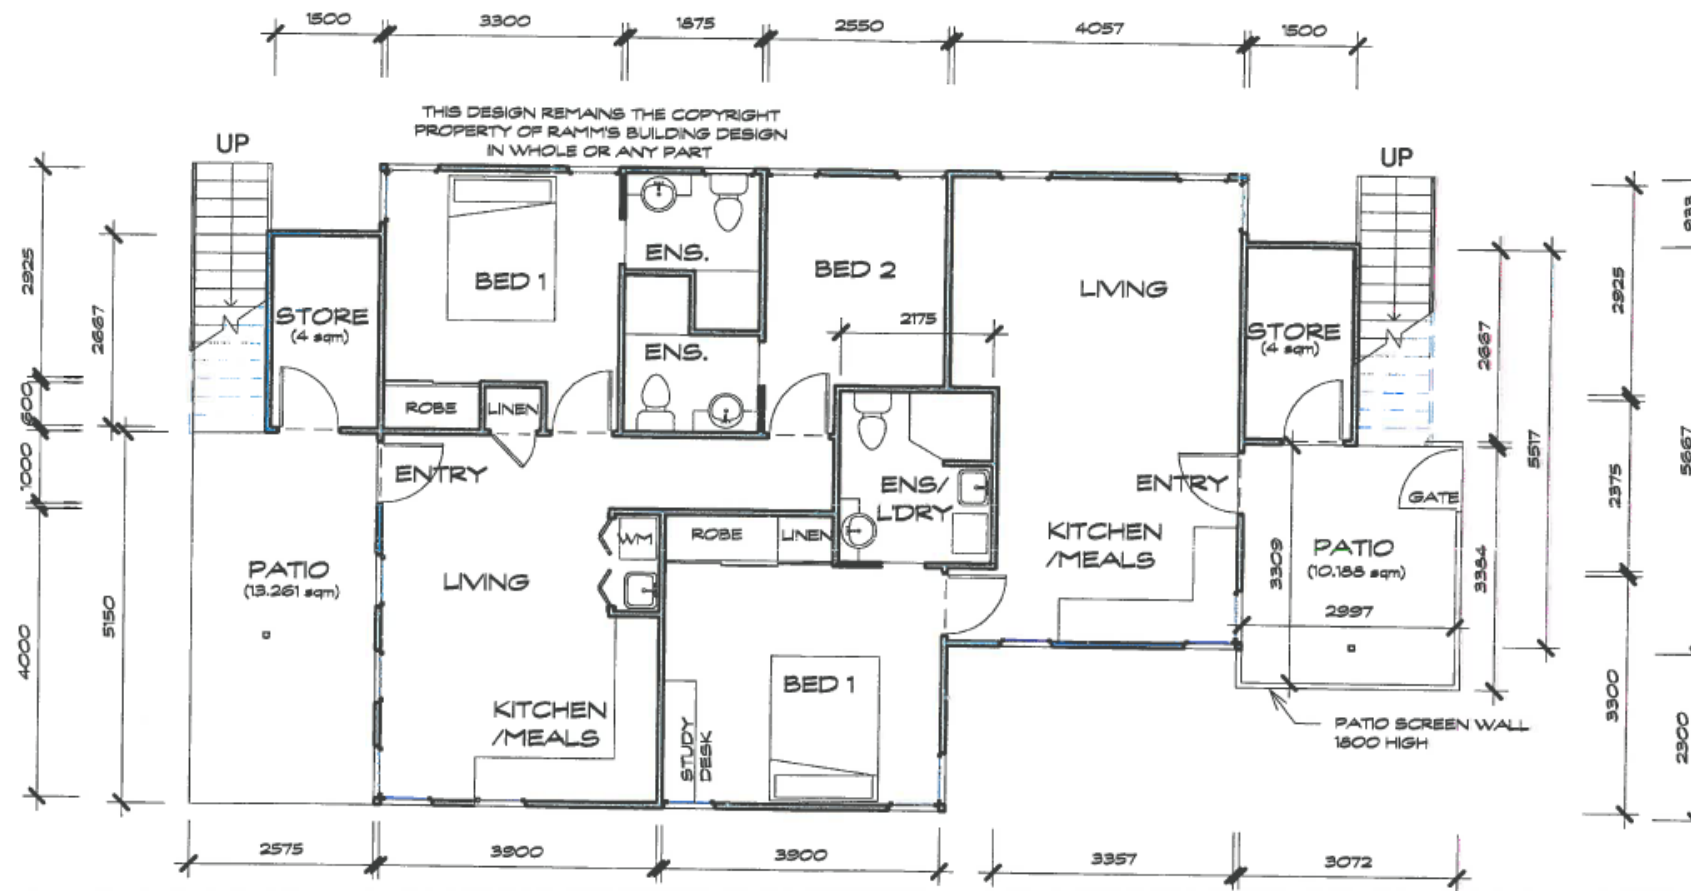 1500 3300 1875 2550 4057 1500
THIS DESIGN REMAINS THE COPYRIGHT
PROPERTY OF RAMM'S BUILDING DESIGN
IN WHOLE OR ANY PART
UP
UP
2925
2667
600
1000
5150
4000
STORE
(4 sqm)
BED 1
ENS.
ENS.
BED 2
2175
LIVING
STORE
(4 sqm)
ROBE
LINEN
ENTRY
ENS/
L'DRY
ENTRY
GATE
WM
ROBE
LINEN
KITCHEN
/MEALS
PATIO
(13.261 sqm)
LIVING
PATIO
(10.188 sqm)
3309
2997
BED 1
KITCHEN
/MEALS
STUDY
DESK
PATIO SCREEN WALL
1800 HIGH
2925
2667
5517
2375
3384
5667
3300
2300
2575 3900 3900 3357 3072